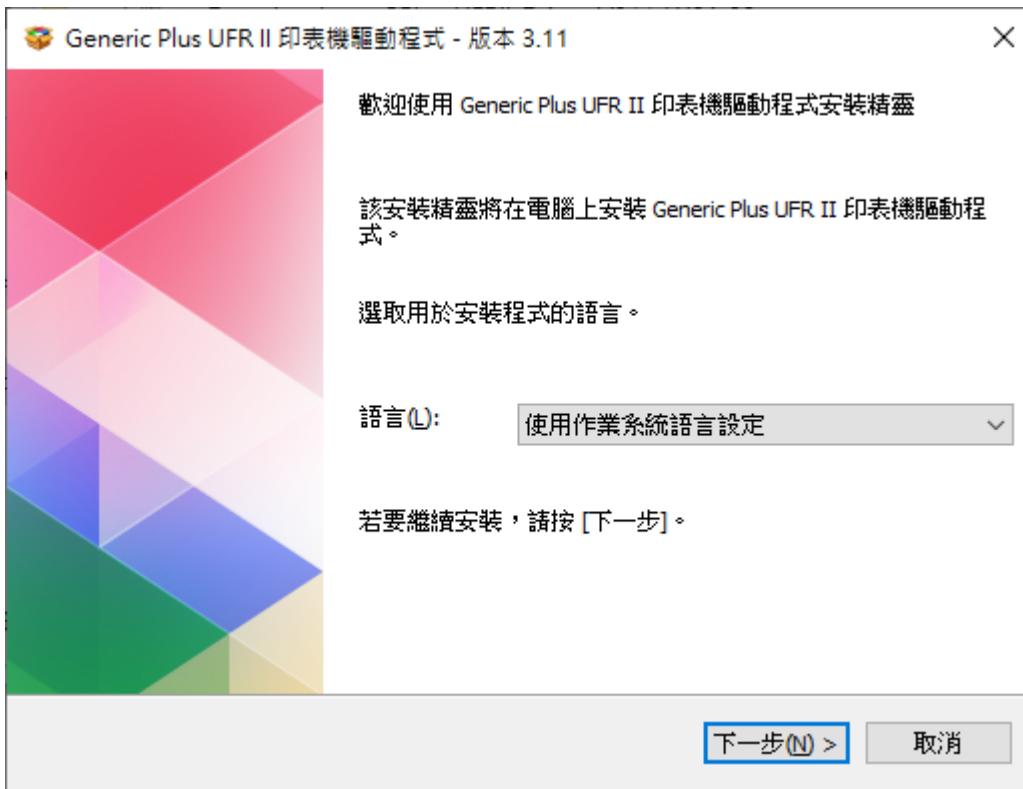 Generic Plus UFR II 印表機驅動程式 - 版本 3.11
歡迎使用 Generic Plus UFR II 印表機驅動程式安裝精靈
該安裝精靈將在電腦上安裝 Generic Plus UFR II 印表機驅動程
式。
選取用於安裝程式的語言。
語言(L):
使用作業系統語言設定
若要繼續安裝，請按 [下一步]。
下一步(N) >
取消